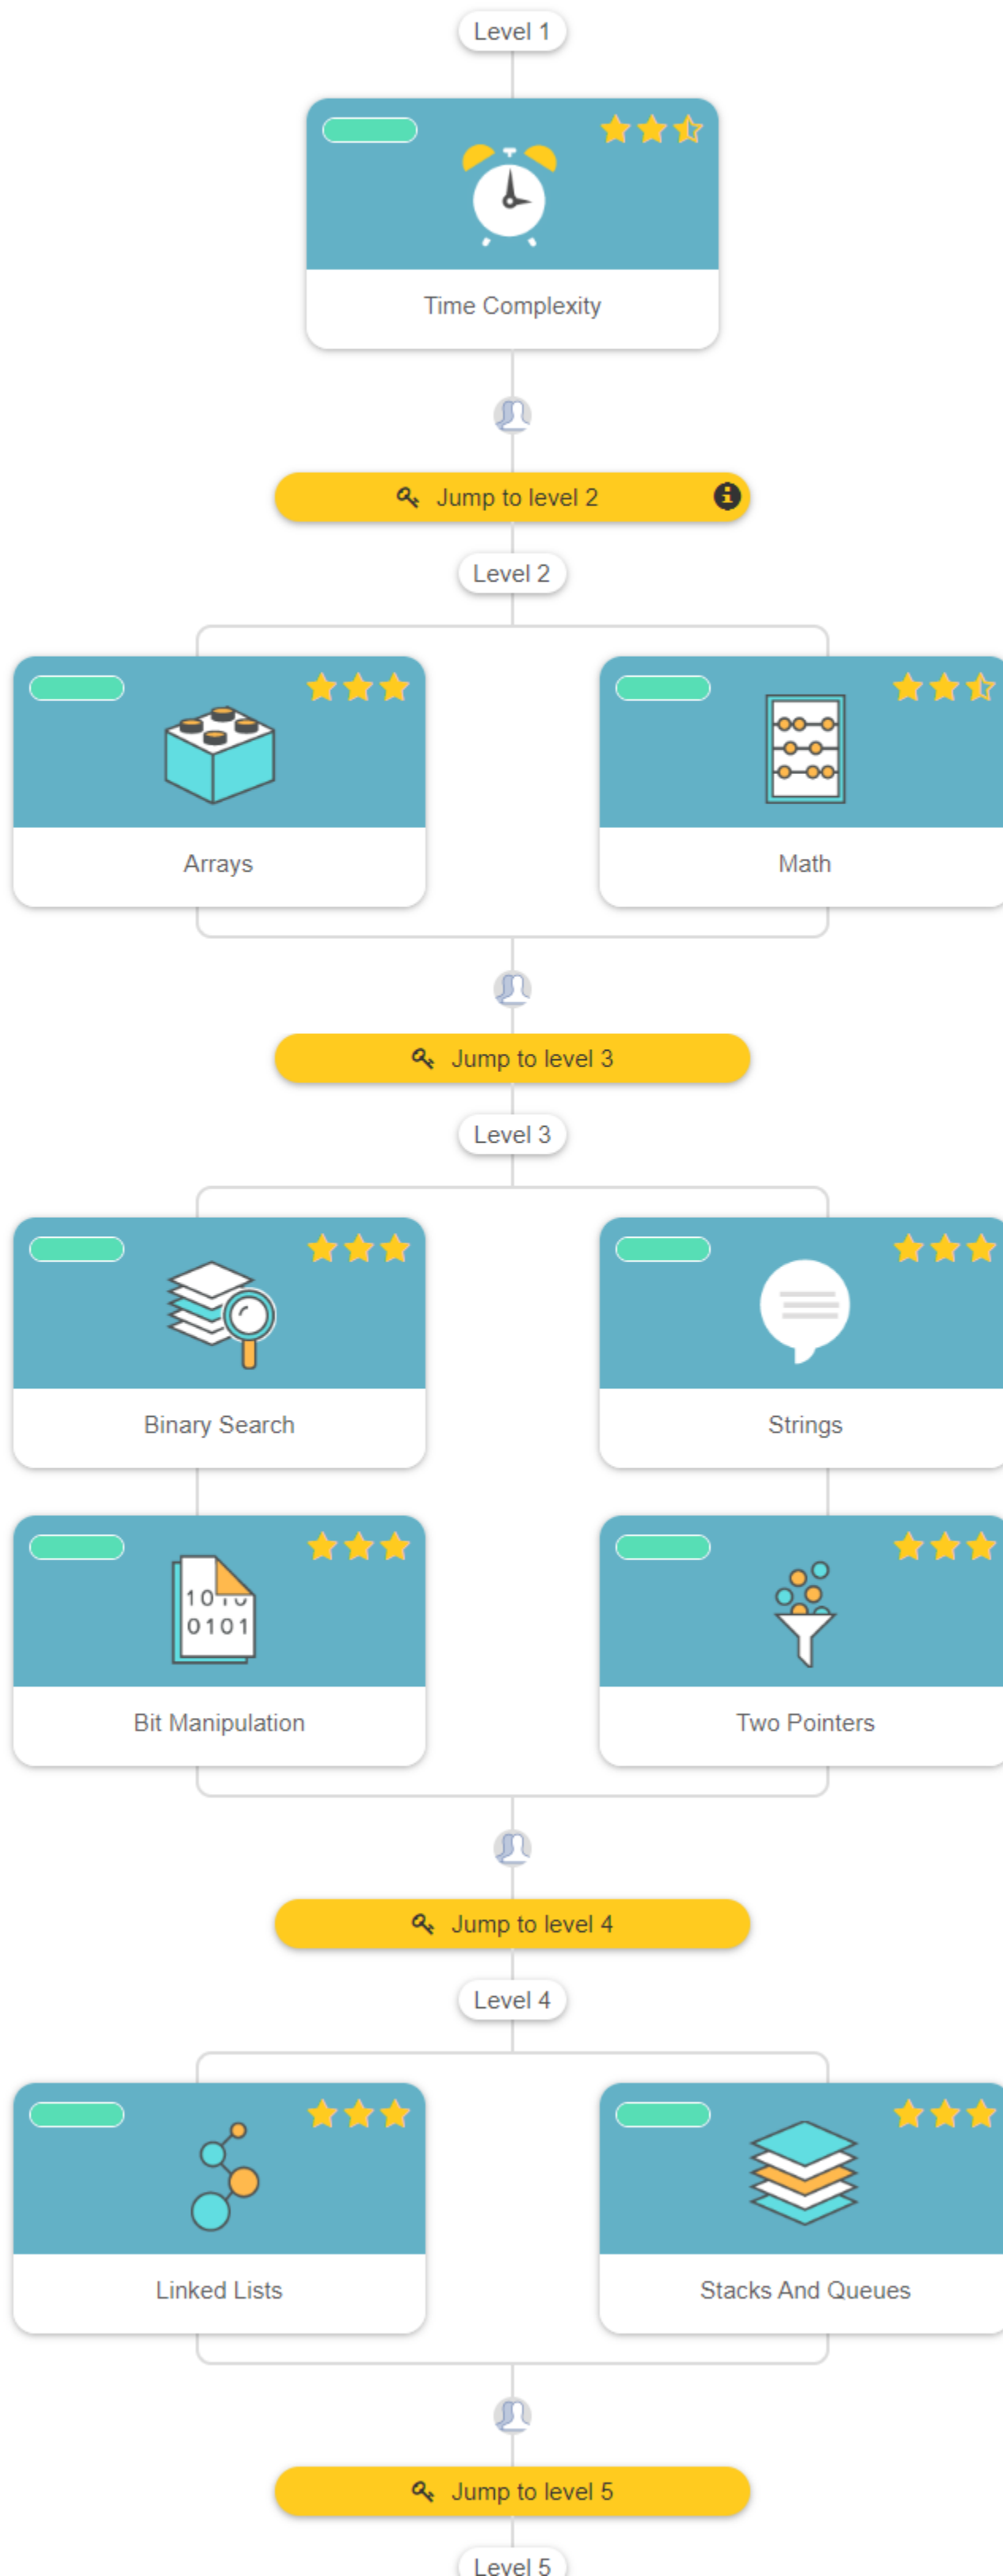 Level 1
Time Complexity
Jump to level 2
Level 2
Arrays
Math
Jump to level 3
Level 3
Binary Search
Strings
0101
Bit Manipulation
Two Pointers
Jump to level 4
Level 4
Linked Lists
Stacks And Queues
Jump to level 5
Level 5